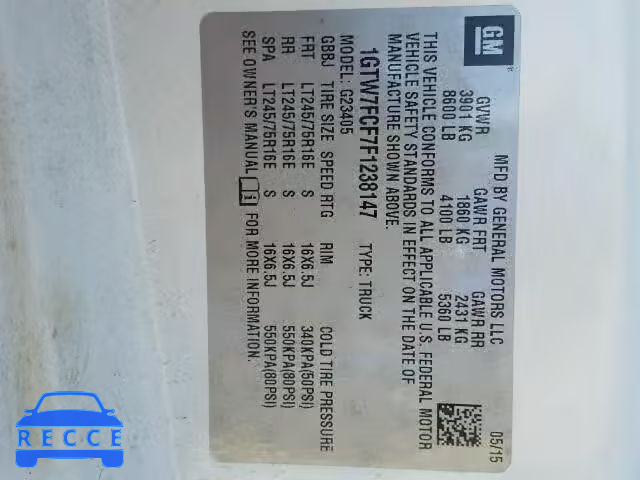 GM
MFD BY GENERAL MOTORS LLC
05/15
GVWR GAWR FRT GAWR RR
3901 KG 1860 KG 2431 KG
8600 LB 4100 LB 5360 LB
THIS VEHICLE CONFORMS TO ALL APPLICABLE U.S. FEDERAL MOTOR
VEHICLE SAFETY STANDARDS IN EFFECT ON THE DATE OF
MANUFACTURE SHOWN ABOVE.
1GTW7FCF7F1238147 TYPE: TRUCK
MODEL: G23405
GBBJ TIRE SIZE SPEED RTG RIM COLD TIRE PRESSURE
FRT LT245/75R16E S 16X6.5J 340KPA(50PSI)
RR LT245/75R16E S 16X6.5J 550KPA(80PSI)
SPA LT245/75R16E S 16X6.5J 550KPA(80PSI)
SEE OWNER'S MANUAL FOR MORE INFORMATION.
RECCE